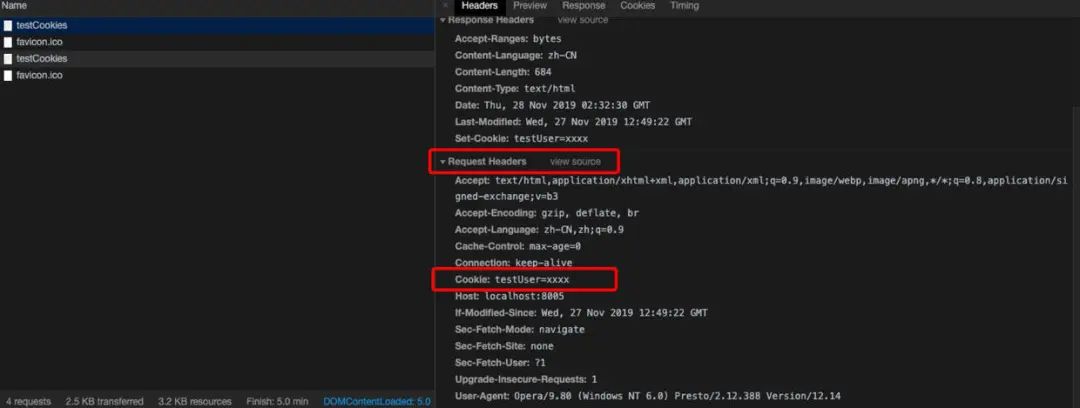 Name
testCookies
favicon.ico
testCookies
favicon.ico
4 requests 2.5 KB transferred 3.2 KB resources Finish: 5.0 min DOMContentLoaded: 5.0
× Headers Preview Response Cookies Timing
Response Headers view source
Accept-Ranges: bytes
Content-Language: zh-CN
Content-Length: 684
Content-Type: text/html
Date: Thu, 28 Nov 2019 02:32:30 GMT
Last-Modified: Wed, 27 Nov 2019 12:49:22 GMT
Set-Cookie: testUser=xxxx
Request Headers view source
Accept: text/html,application/xhtml+xml,application/xml;q=0.9,image/webp,image/apng,*/*;q=0.8,application/si
gned-exchange;v=b3
Accept-Encoding: gzip, deflate, br
Accept-Language: zh-CN,zh;q=0.9
Cache-Control: max-age=0
Connection: keep-alive
Cookie: testUser=xxxx
Host: localhost:8005
If-Modified-Since: Wed, 27 Nov 2019 12:49:22 GMT
Sec-Fetch-Mode: navigate
Sec-Fetch-Site: none
Sec-Fetch-User: ?1
Upgrade-Insecure-Requests: 1
User-Agent: Opera/9.80 (Windows NT 6.0) Presto/2.12.388 Version/12.14